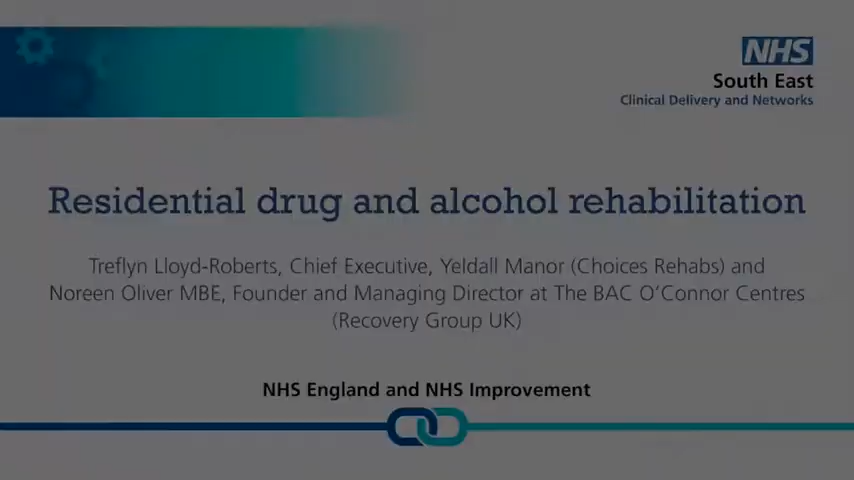 NHS
South East
Clinical Delivery and Networks
Residential drug and alcohol rehabilitation
Treflyn Lloyd-Roberts, Chief Executive, Yeldall Manor (Choices Rehabs) and
Noreen Oliver MBE, Founder and Managing Director at The BAC O'Connor Centres
(Recovery Group UK)
NHS England and NHS Improvement